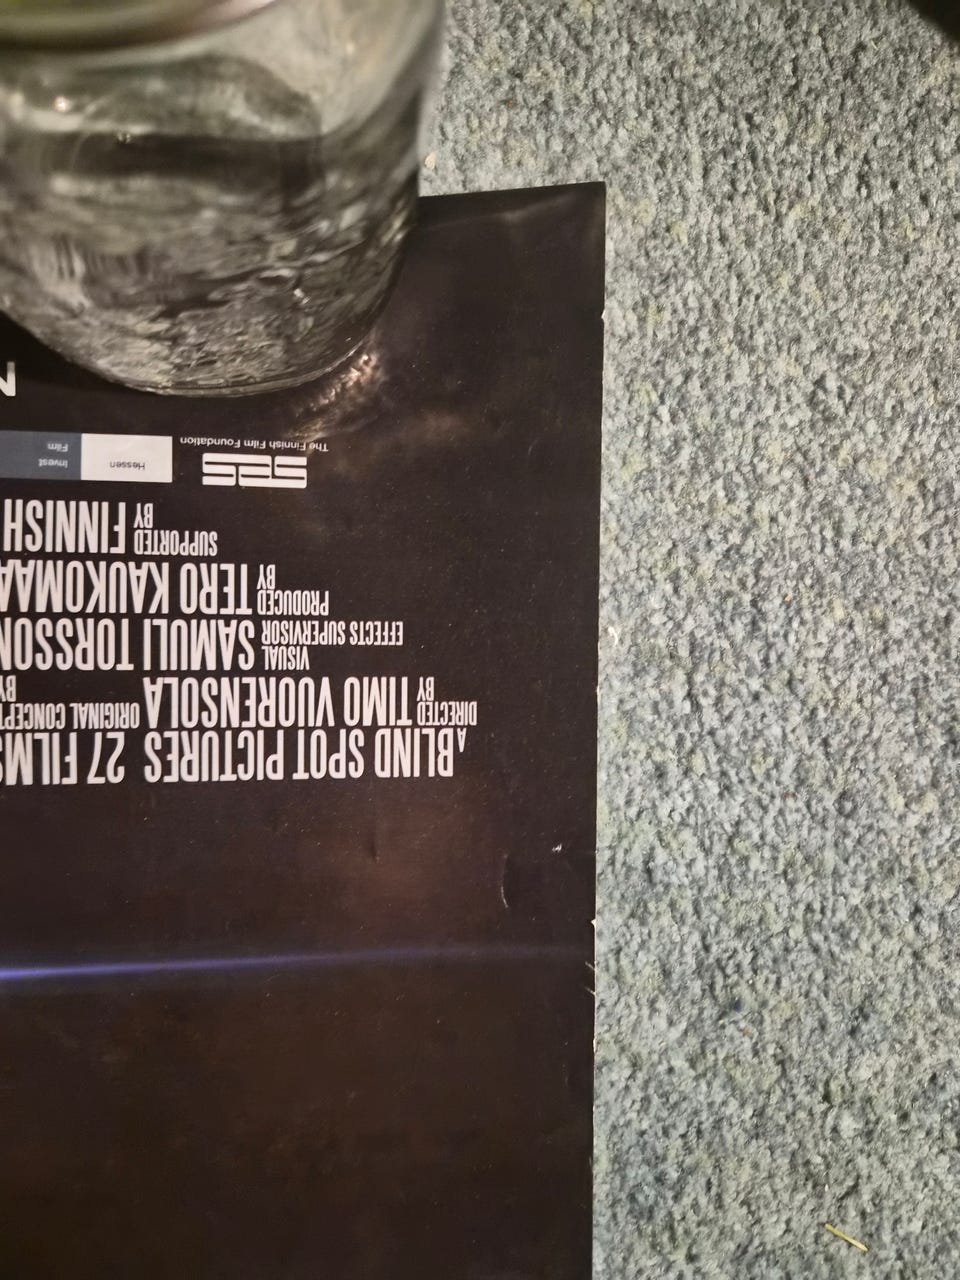 A BLIND SPOT PICTURES 27 FILMS
DIRECTED BY TIMO VUORENSOLA ORIGINAL CONCEPT BY
VISUAL EFFECTS SUPERVISOR SAMULI TORSSON
PRODUCED BY TERO KAUKOMAA
SUPPORTED BY FINNISH
ses Hessen Invest Film
The Finnish Film Foundation
N